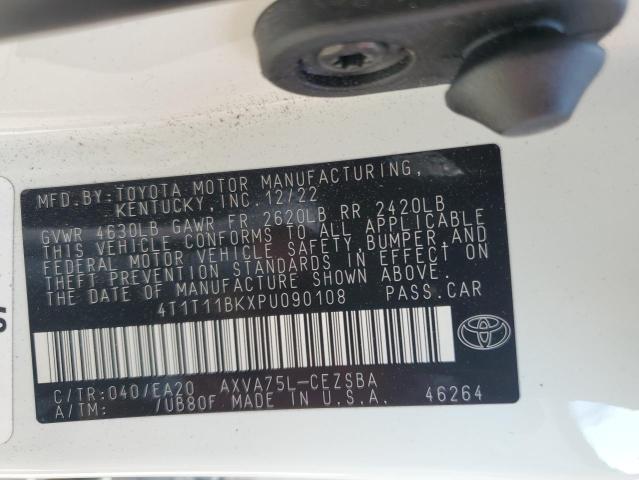 MFD.BY:TOYOTA MOTOR MANUFACTURING,
KENTUCKY, INC. 12/22
GVWR 4630LB GAWR FR 2620LB RR 2420LB
THIS VEHICLE CONFORMS TO ALL APPLICABLE
FEDERAL MOTOR VEHICLE SAFETY,BUMPER,AND
THEFT PREVENTION STANDARDS IN EFFECT ON
THE DATE OF MANUFACTURE SHOWN ABOVE.
4T1T11BKXPU090108 PASS.CAR
C/TR:040/EA20 AXVA75L-CEZSBA
A/TM: /UB80F MADE IN U.S.A. 46264